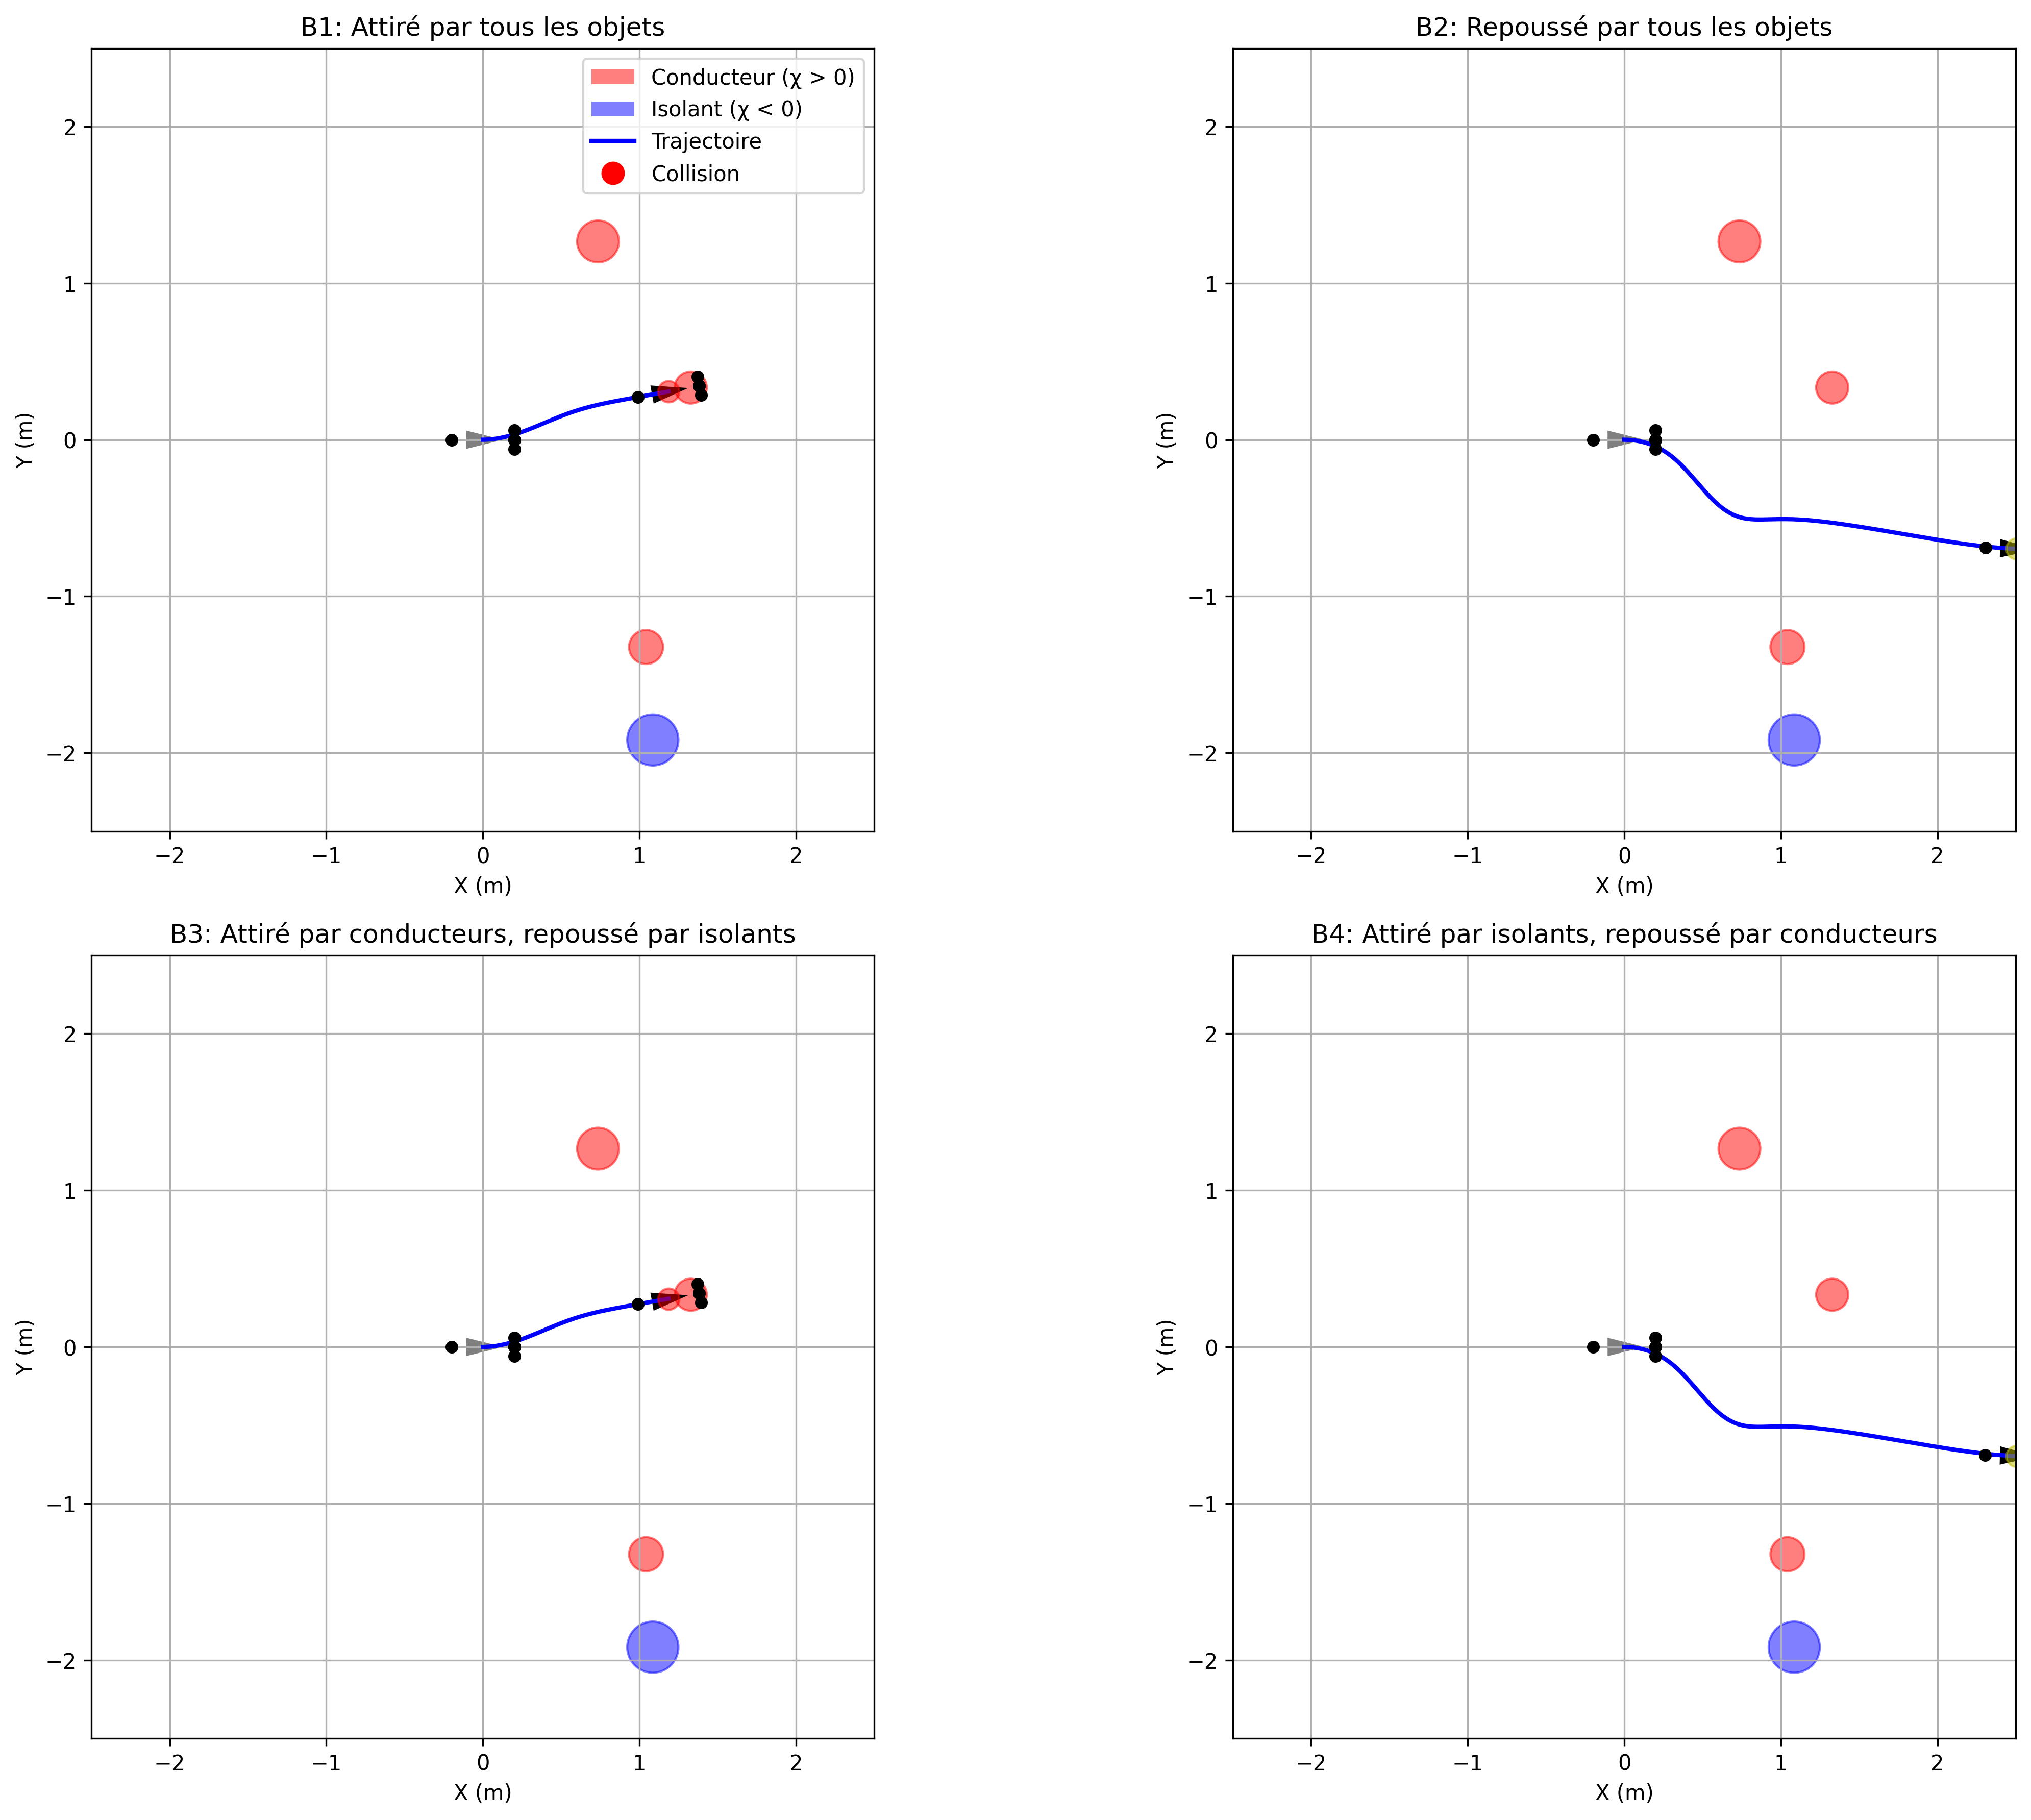 B1: Attiré par tous les objets
Conducteur (χ > 0)
Isolant (χ < 0)
Trajectoire
Collision
2
1
0
−1
−2
Y (m)
−2
−1
0
1
2
X (m)
B2: Repoussé par tous les objets
2
1
0
−1
−2
Y (m)
−2
−1
0
1
2
X (m)
B3: Attiré par conducteurs, repoussé par isolants
2
1
0
−1
−2
Y (m)
−2
−1
0
1
2
X (m)
B4: Attiré par isolants, repoussé par conducteurs
2
1
0
−1
−2
Y (m)
−2
−1
0
1
2
X (m)